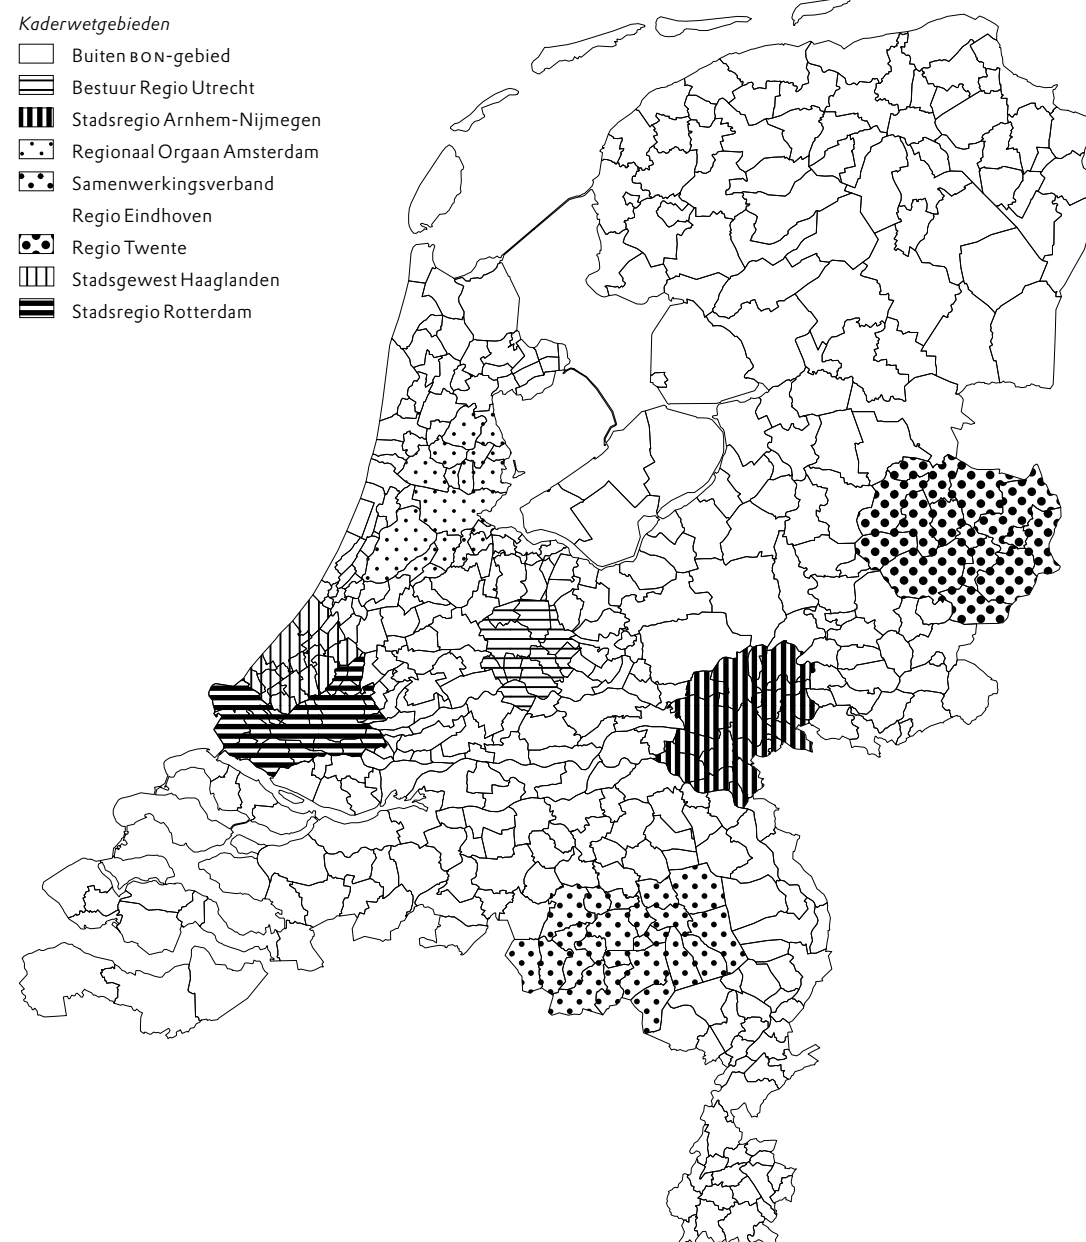 Kaderwetgebieden
Buiten BON-gebied
Bestuur Regio Utrecht
Stadsregio Arnhem-Nijmegen
Regionaal Orgaan Amsterdam
Samenwerkingsverband
Regio Eindhoven
Regio Twente
Stadsgewest Haaglanden
Stadsregio Rotterdam